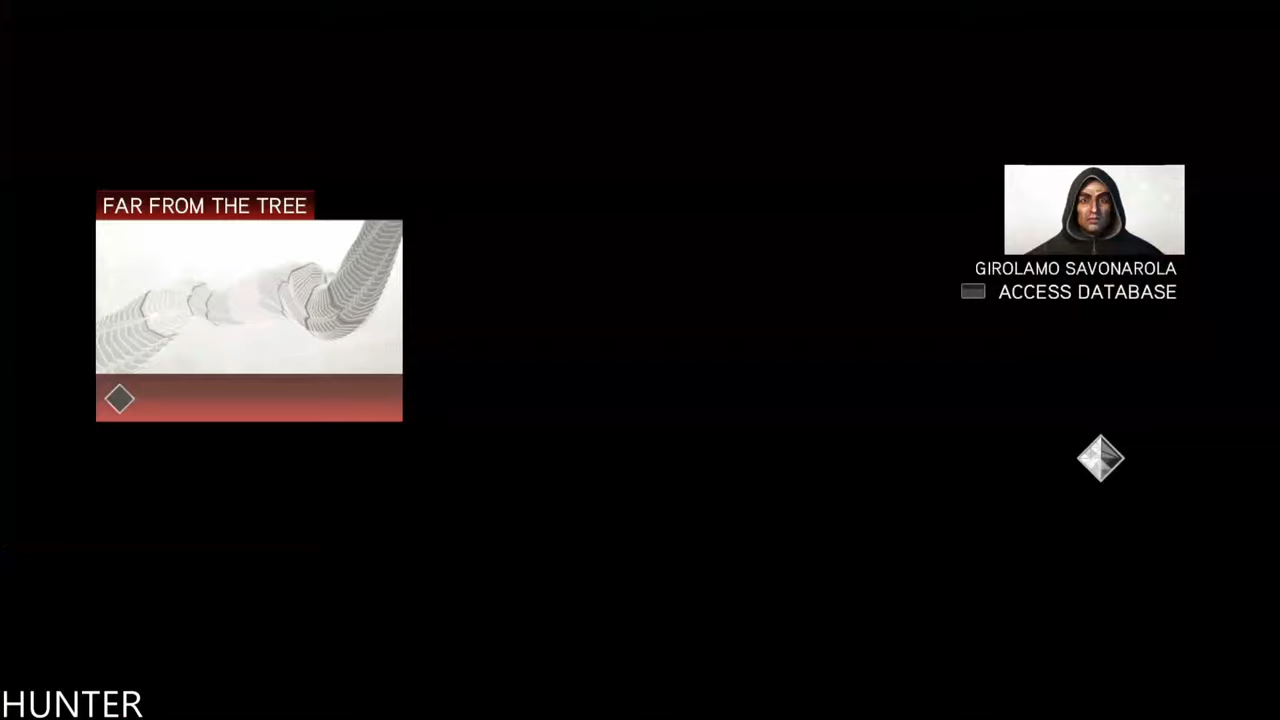 FAR FROM THE TREE
GIROLAMO SAVONAROLA
ACCESS DATABASE
HUNTER